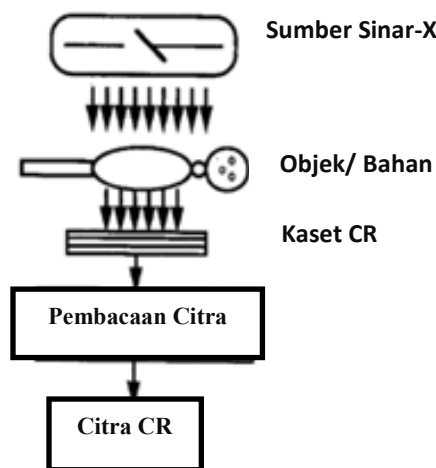 Sumber Sinar-X
Objek/ Bahan
Kaset CR
Pembacaan Citra
Citra CR